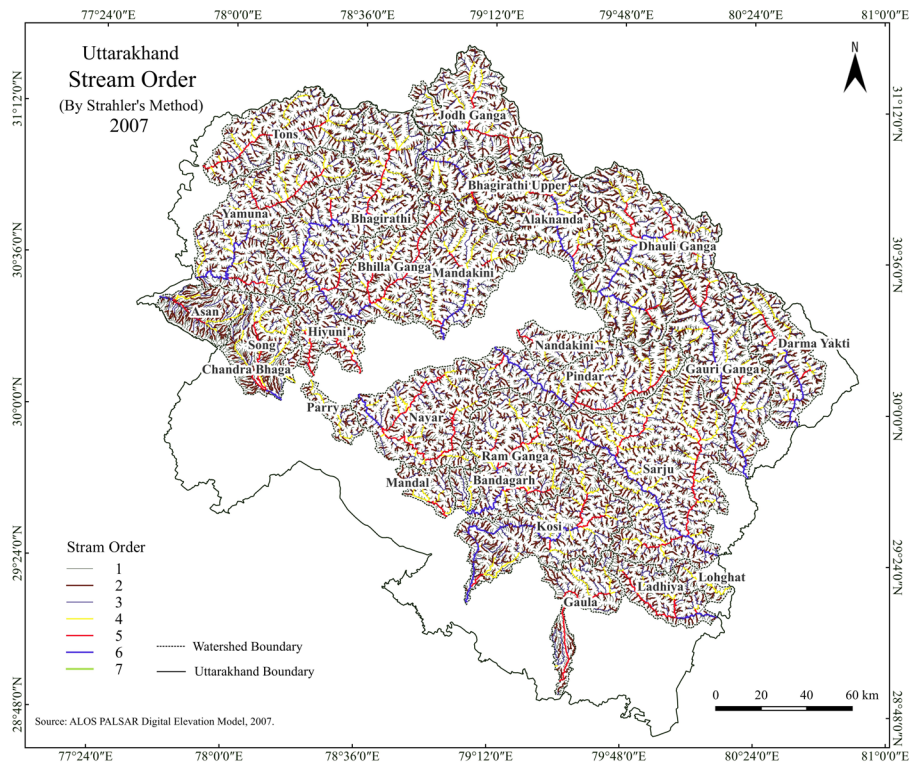 77°24'0"E 78°0'0"E 78°36'0"E 79°12'0"E 79°48'0"E 80°24'0"E 81°0'0"E
Uttarakhand
Stream Order
(By Strahler's Method)
2007
N
31°12'0"N
31°12'0"N
30°36'0"N
30°36'0"N
30°0'0"N
30°0'0"N
29°24'0"N
29°24'0"N
28°48'0"N
28°48'0"N
Jodh Ganga
Tons
Bhagirathi Upper
Yamuna
Bhagirathi
Alaknanda
Dhauli Ganga
Bhilla Ganga
Mandakini
Asan
Hiyuni
Song
Nandakini
Darma Yakti
Chandra Bhaga
Pindar
Gauri Ganga
Parry
Nayar
Ram Ganga
Sarju
Mandal
Bandagarh
Kosi
Lohghat
Ladhiya
Gaula
Stram Order
1
2
3
4
5
6
7
Watershed Boundary
Uttarakhand Boundary
0 20 40 60 km
Source: ALOS PALSAR Digital Elevation Model, 2007.
77°24'0"E 78°0'0"E 78°36'0"E 79°12'0"E 79°48'0"E 80°24'0"E 81°0'0"E